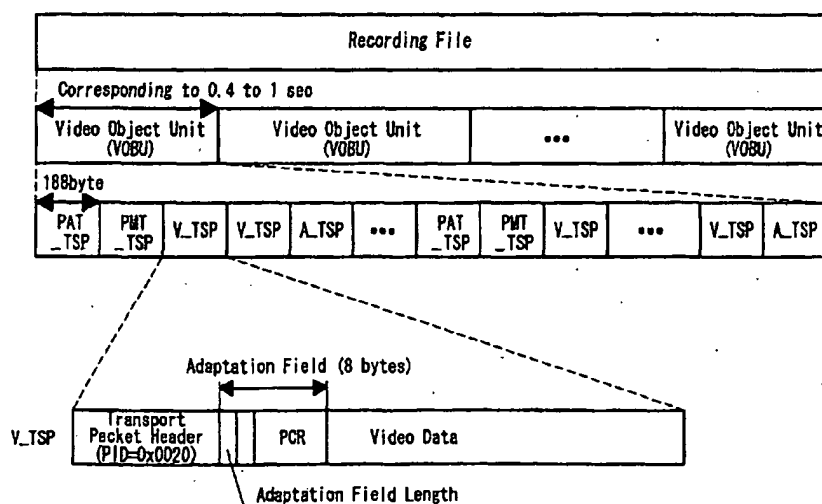 Recording File
Corresponding to 0.4 to 1 sec
Video Object Unit (VOBU)
Video Object Unit (VOBU)
•••
Video Object Unit (VOBU)
188byte
PAT _TSP
PMT _TSP
V_TSP
V_TSP
A_TSP
•••
PAT _TSP
PMT _TSP
V_TSP
•••
V_TSP
A_TSP
Adaptation Field (8 bytes)
V_TSP
Transport Packet Header (PID=0x0020)
PCR
Video Data
Adaptation Field Length